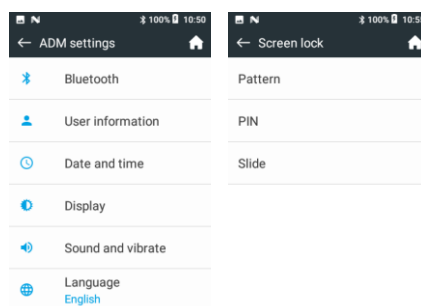 100% 10:50
← ADM settings
Bluetooth
User information
Date and time
Display
Sound and vibrate
Language
English
100% 10:5
← Screen lock
Pattern
PIN
Slide